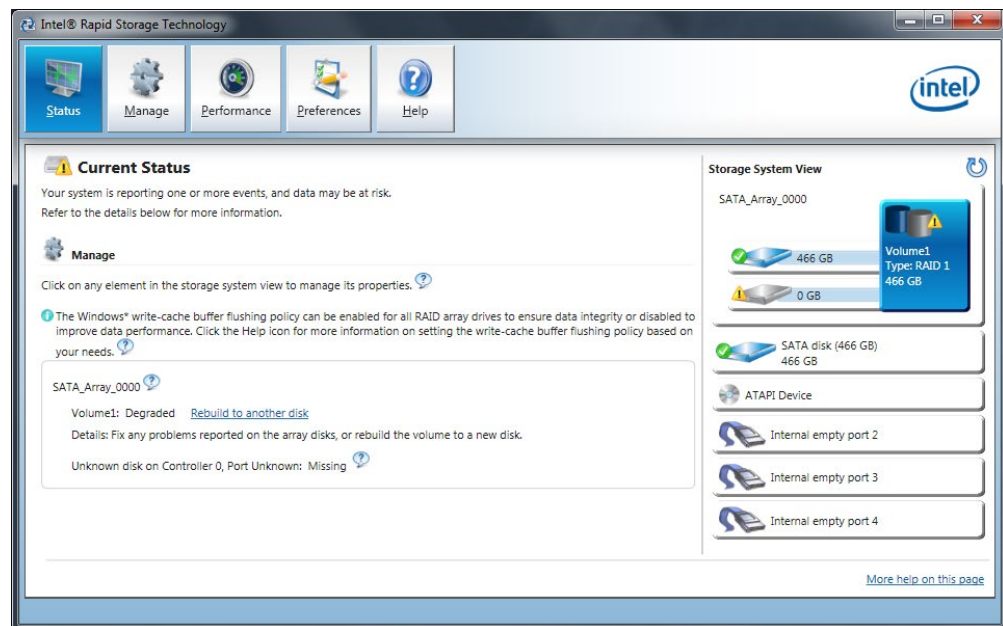 Intel® Rapid Storage Technology
Status
Manage
Performance
Preferences
Help
intel
Current Status
Your system is reporting one or more events, and data may be at risk.
Refer to the details below for more information.
Manage
Click on any element in the storage system view to manage its properties.
The Windows* write-cache buffer flushing policy can be enabled for all RAID array drives to ensure data integrity or disabled to
improve data performance. Click the Help icon for more information on setting the write-cache buffer flushing policy based on
your needs.
SATA_Array_0000
Volume1: Degraded Rebuild to another disk
Details: Fix any problems reported on the array disks, or rebuild the volume to a new disk.
Unknown disk on Controller 0, Port Unknown: Missing
Storage System View
SATA_Array_0000
466 GB
0 GB
Volume1
Type: RAID 1
466 GB
SATA disk (466 GB)
466 GB
ATAPI Device
Internal empty port 2
Internal empty port 3
Internal empty port 4
More help on this page